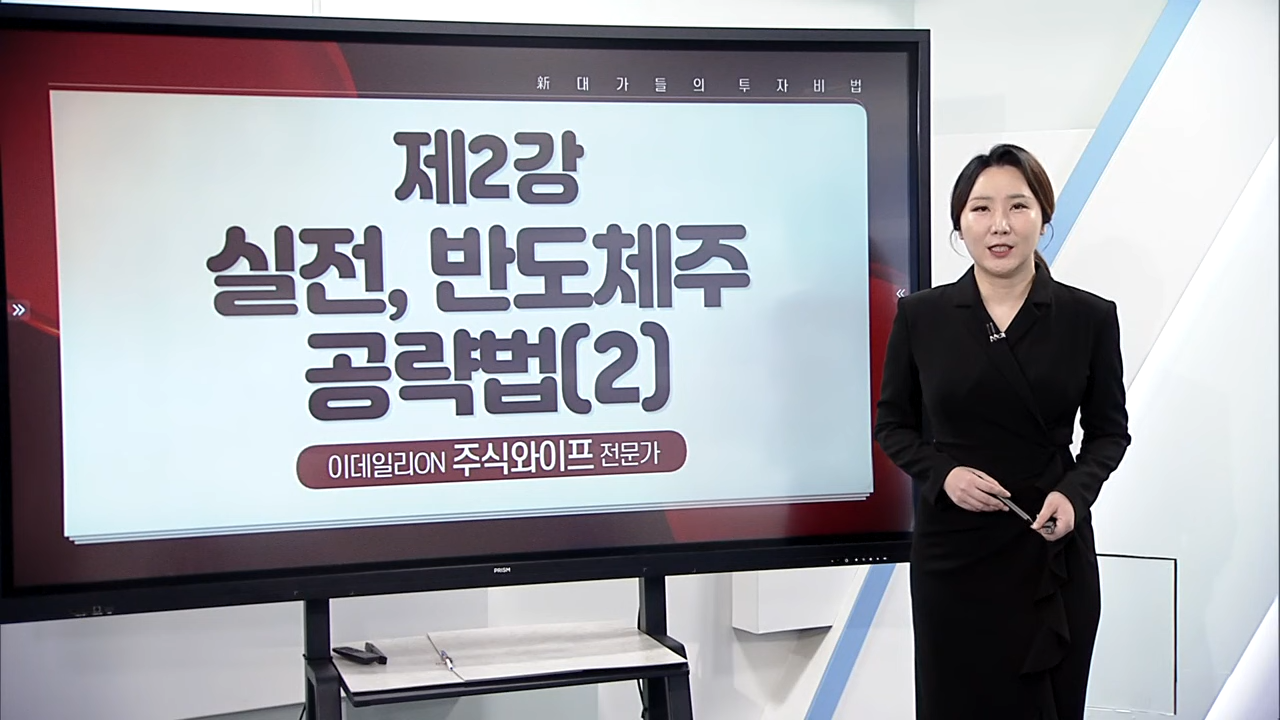 新대가들의 투자비법
제2강
실전, 반도체주
공략법(2)
이데일리ON 주식와이프 전문가
PRISM